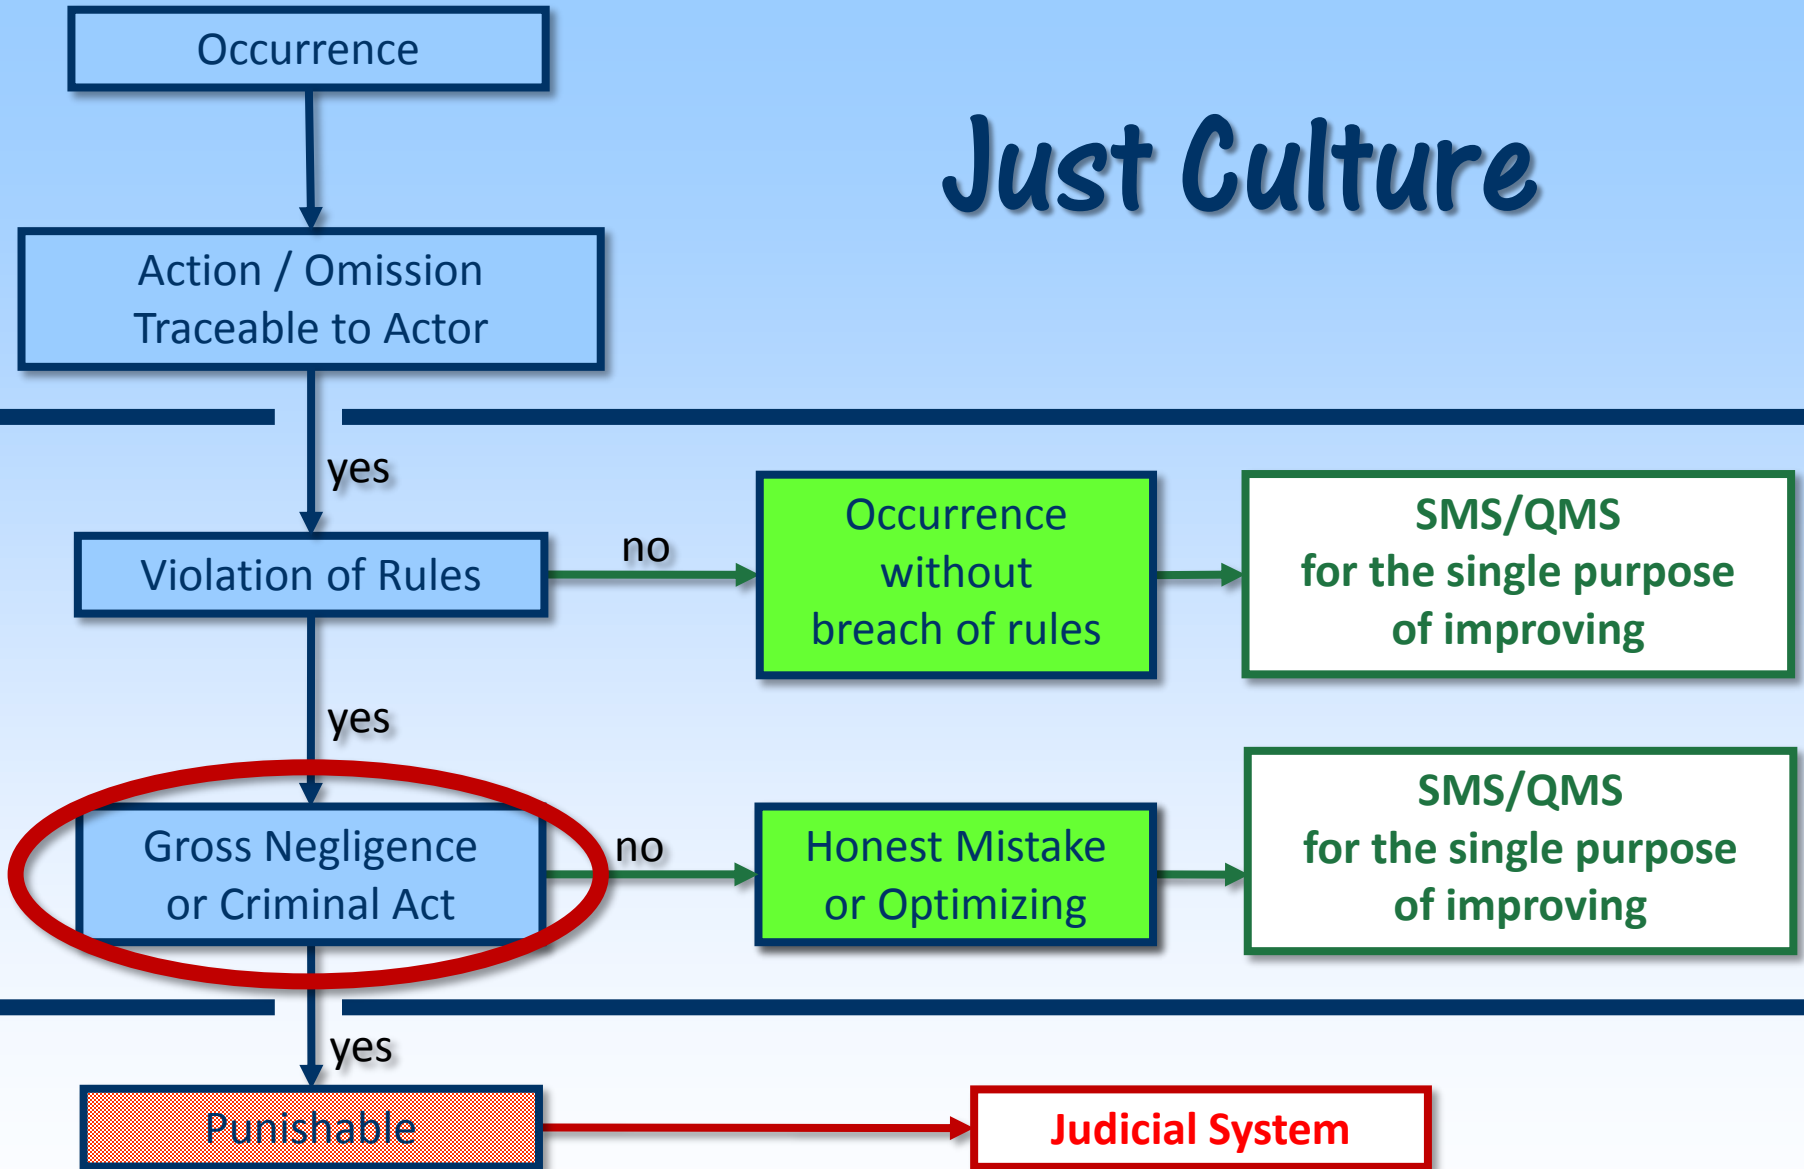 Occurrence
Just Culture
Action / Omission
Traceable to Actor
yes
Violation of Rules
no
Occurrence
without
breach of rules
SMS/QMS
for the single purpose
of improving
yes
Gross Negligence
or Criminal Act
no
Honest Mistake
or Optimizing
SMS/QMS
for the single purpose
of improving
yes
Punishable
Judicial System